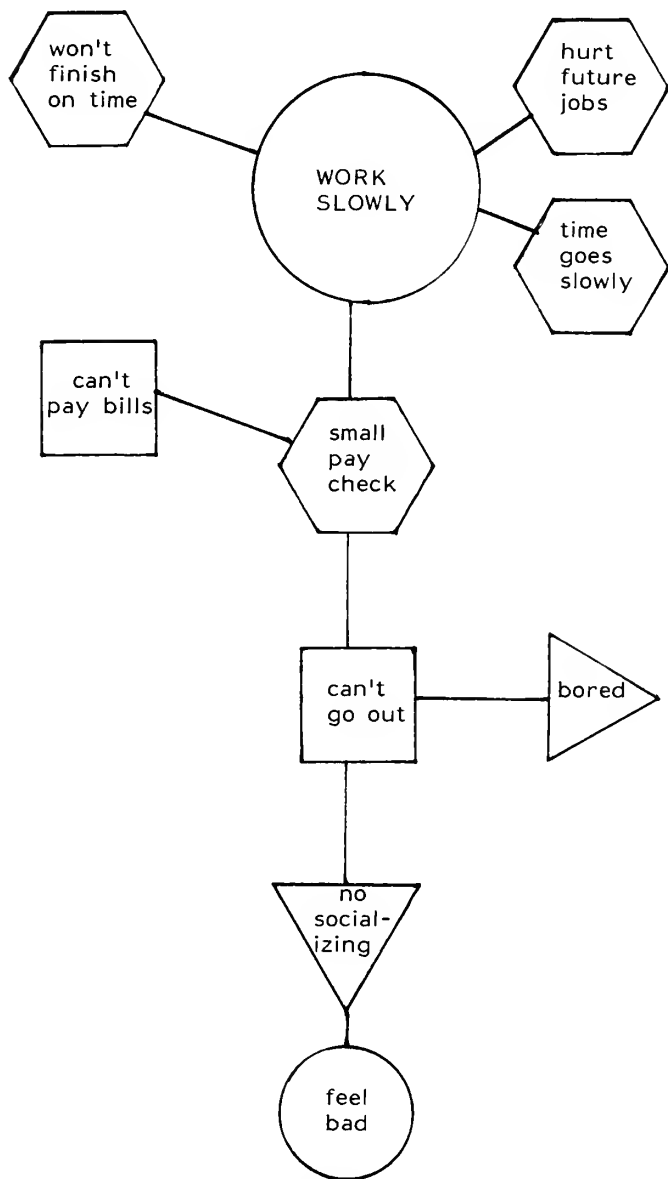 won't
finish
on time
hurt
future
jobs
WORK
SLOWLY
time
goes
slowly
can't
pay bills
small
pay
check
can't
go out
bored
no
social-
izing
feel
bad